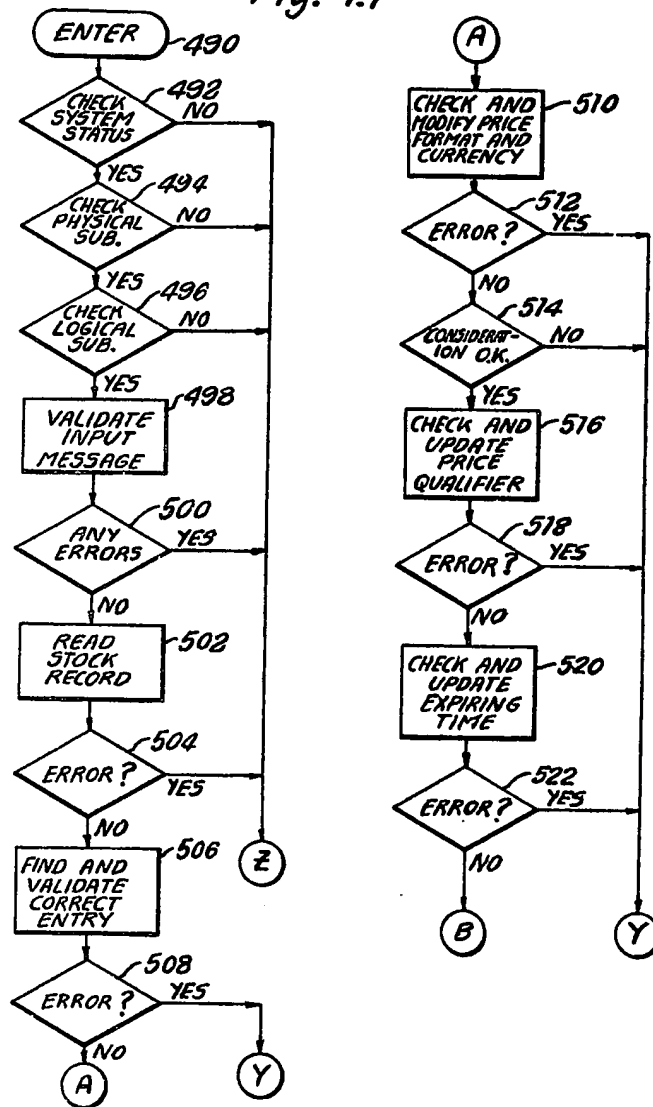 ENTER
490
492
CHECK
SYSTEM
STATUS
NO
YES
494
CHECK
PHYSICAL
SUB.
NO
YES
496
CHECK
LOGICAL
SUB.
NO
YES
498
VALIDATE
INPUT
MESSAGE
500
ANY
ERRORS
YES
NO
502
READ
STOCK
RECORD
504
ERROR?
YES
NO
Z
506
FIND AND
VALIDATE
CORRECT
ENTRY
508
ERROR?
YES
NO
A
Y
A
510
CHECK AND
MODIFY PRICE
FORMAT AND
CURRENCY
512
ERROR?
YES
NO
514
CONSIDERAT-
ION O.K.
NO
YES
516
CHECK AND
UPDATE
PRICE
QUALIFIER
518
ERROR?
YES
NO
520
CHECK AND
UPDATE
EXPIRING
TIME
522
ERROR?
YES
NO
B
Y